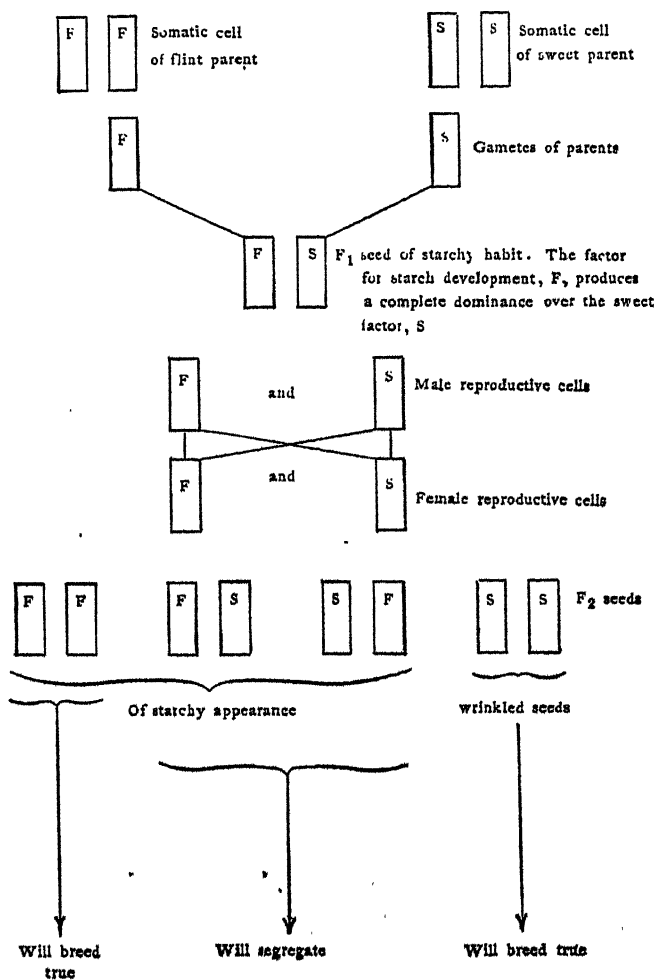 F F Somatic cell
of flint parent
S S Somatic cell
of sweet parent
F
S Gametes of parents
F S F1 seed of starchy habit. The factor
for starch development, F, produces
a complete dominance over the sweet
factor, S
F and S Male reproductive cells
F and S Female reproductive cells
F F F S S F S S F2 seeds
Of starchy appearance
wrinkled seeds
Will breed
true
Will segregate
Will breed true